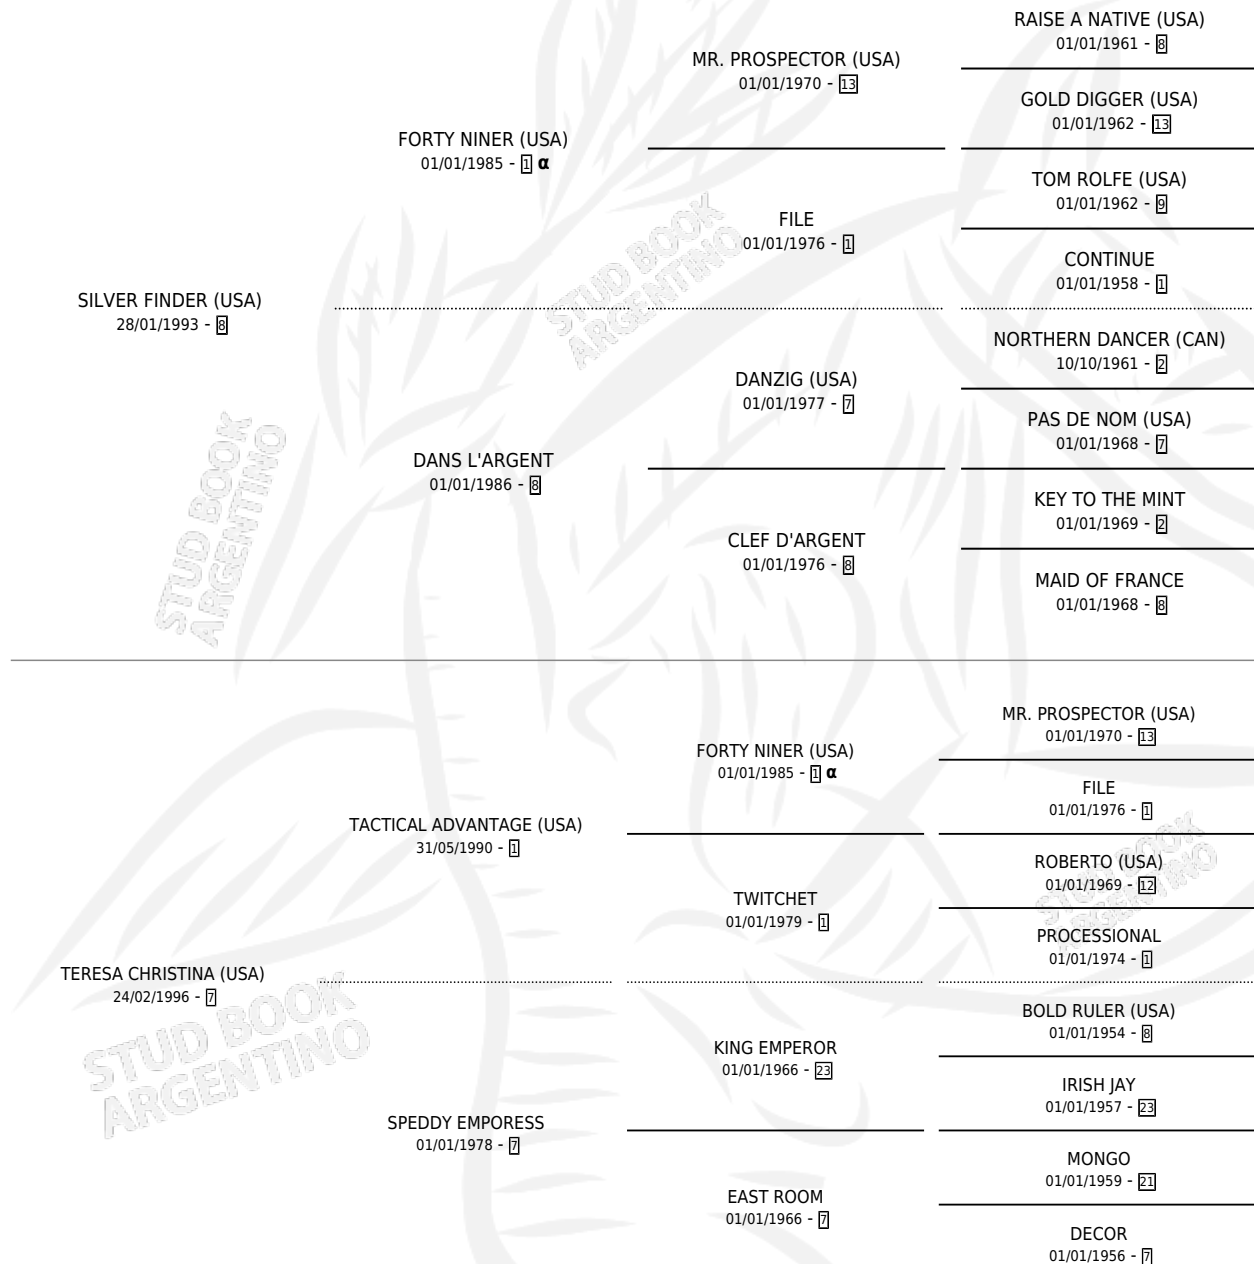 RAISE A NATIVE (USA)
01/01/1961 - 8
MR. PROSPECTOR (USA)
01/01/1970 - 13
GOLD DIGGER (USA)
01/01/1962 - 13
FORTY NINER (USA)
01/01/1985 - 1 α
TOM ROLFE (USA)
01/01/1962 - 9
FILE
01/01/1976 - 1
CONTINUE
01/01/1958 - 1
SILVER FINDER (USA)
28/01/1993 - 8
NORTHERN DANCER (CAN)
10/10/1961 - 2
DANZIG (USA)
01/01/1977 - 7
PAS DE NOM (USA)
01/01/1968 - 7
DANS L'ARGENT
01/01/1986 - 8
KEY TO THE MINT
01/01/1969 - 2
CLEF D'ARGENT
01/01/1976 - 8
MAID OF FRANCE
01/01/1968 - 8
STUD BOOK
ARGENTINO
STUD BOOK
ARGENTINO
MR. PROSPECTOR (USA)
01/01/1970 - 13
FORTY NINER (USA)
01/01/1985 - 1 α
FILE
01/01/1976 - 1
TACTICAL ADVANTAGE (USA)
31/05/1990 - 1
ROBERTO (USA)
01/01/1969 - 12
TWITCHET
01/01/1979 - 1
PROCESSIONAL
01/01/1974 - 1
STUD BOOK
ARGENTINO
TERESA CHRISTINA (USA)
24/02/1996 - 7
BOLD RULER (USA)
01/01/1954 - 8
KING EMPEROR
01/01/1966 - 23
IRISH JAY
01/01/1957 - 23
SPEDDY EMPORESS
01/01/1978 - 7
MONGO
01/01/1959 - 21
EAST ROOM
01/01/1966 - 7
DECOR
01/01/1956 - 7
STUD BOOK
ARGENTINO